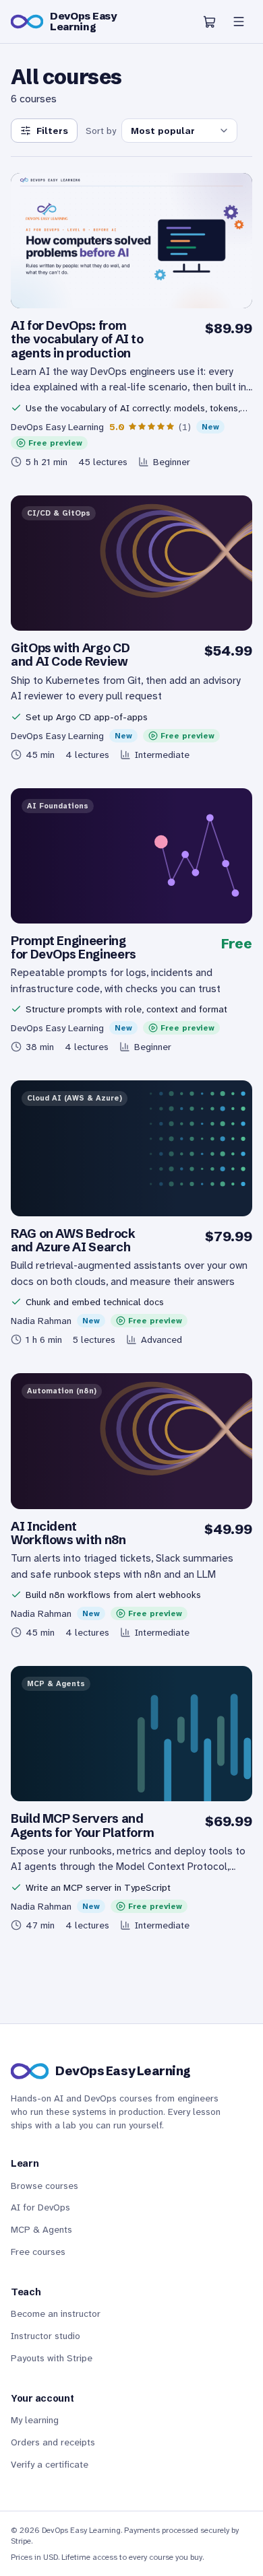 DevOps Easy
Learning
All courses
6 courses
Filters
Sort by
Most popular
DEVOPS EASY LEARNING
DEVOPS EASY LEARNING
How computers solved
problems before AI
Rules written by people: what they do well, and
what they can't do.
AI for DevOps: from
the vocabulary of AI to
agents in production
$89.99
Learn AI the way DevOps engineers use it: every
idea explained with a real-life scenario, then built in...
Use the vocabulary of AI correctly: models, tokens,...
DevOps Easy Learning 5.0 ★★★★★ (1) New
Free preview
5 h 21 min 45 lectures Beginner
CI/CD & GitOps
GitOps with Argo CD
and AI Code Review
$54.99
Ship to Kubernetes from Git, then add an advisory
AI reviewer to every pull request
Set up Argo CD app-of-apps
DevOps Easy Learning New Free preview
45 min 4 lectures Intermediate
AI Foundations
Prompt Engineering
for DevOps Engineers
Free
Repeatable prompts for logs, incidents and
infrastructure code, with checks you can trust
Structure prompts with role, context and format
DevOps Easy Learning New Free preview
38 min 4 lectures Beginner
Cloud AI (AWS & Azure)
RAG on AWS Bedrock
and Azure AI Search
$79.99
Build retrieval-augmented assistants over your own
docs on both clouds, and measure their answers
Chunk and embed technical docs
Nadia Rahman New Free preview
1 h 6 min 5 lectures Advanced
Automation (n8n)
AI Incident
Workflows with n8n
$49.99
Turn alerts into triaged tickets, Slack summaries
and safe runbook steps with n8n and an LLM
Build n8n workflows from alert webhooks
Nadia Rahman New Free preview
45 min 4 lectures Intermediate
MCP & Agents
Build MCP Servers and
Agents for Your Platform
$69.99
Expose your runbooks, metrics and deploy tools to
AI agents through the Model Context Protocol,...
Write an MCP server in TypeScript
Nadia Rahman New Free preview
47 min 4 lectures Intermediate
DevOps Easy Learning
Hands-on AI and DevOps courses from engineers
who run these systems in production. Every lesson
ships with a lab you can run yourself.
Learn
Browse courses
AI for DevOps
MCP & Agents
Free courses
Teach
Become an instructor
Instructor studio
Payouts with Stripe
Your account
My learning
Orders and receipts
Verify a certificate
© 2026 DevOps Easy Learning. Payments processed securely by
Stripe.
Prices in USD. Lifetime access to every course you buy.